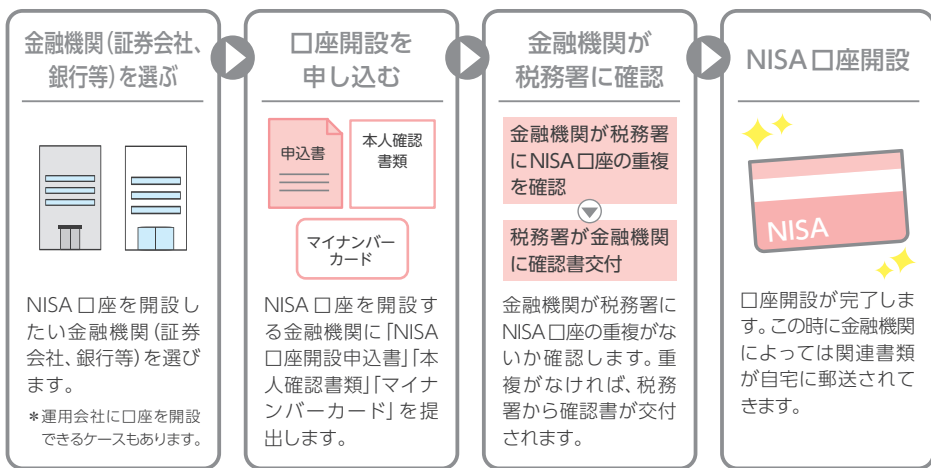 金融機関(証券会社、
銀行等)を選ぶ
NISA口座を開設し
たい金融機関(証券
会社、銀行等)を選び
ます。
＊運用会社に口座を開設
できるケースもあります。
口座開設を
申し込む
申込書
本人確認
書類
マイナンバー
カード
NISA口座を開設す
る金融機関に「NISA
口座開設申込書」「本
人確認書類」「マイナ
ンバーカード」を提
出します。
金融機関が
税務署に確認
金融機関が税務署
にNISA口座の重複
を確認
税務署が金融機関
に確認書交付
金融機関が税務署に
NISA口座の重複がな
いか確認します。重
複がなければ、税務
署から確認書が交付
されます。
NISA口座開設
NISA
口座開設が完了しま
す。この時に金融機関
によっては関連書類
が自宅に郵送されて
きます。